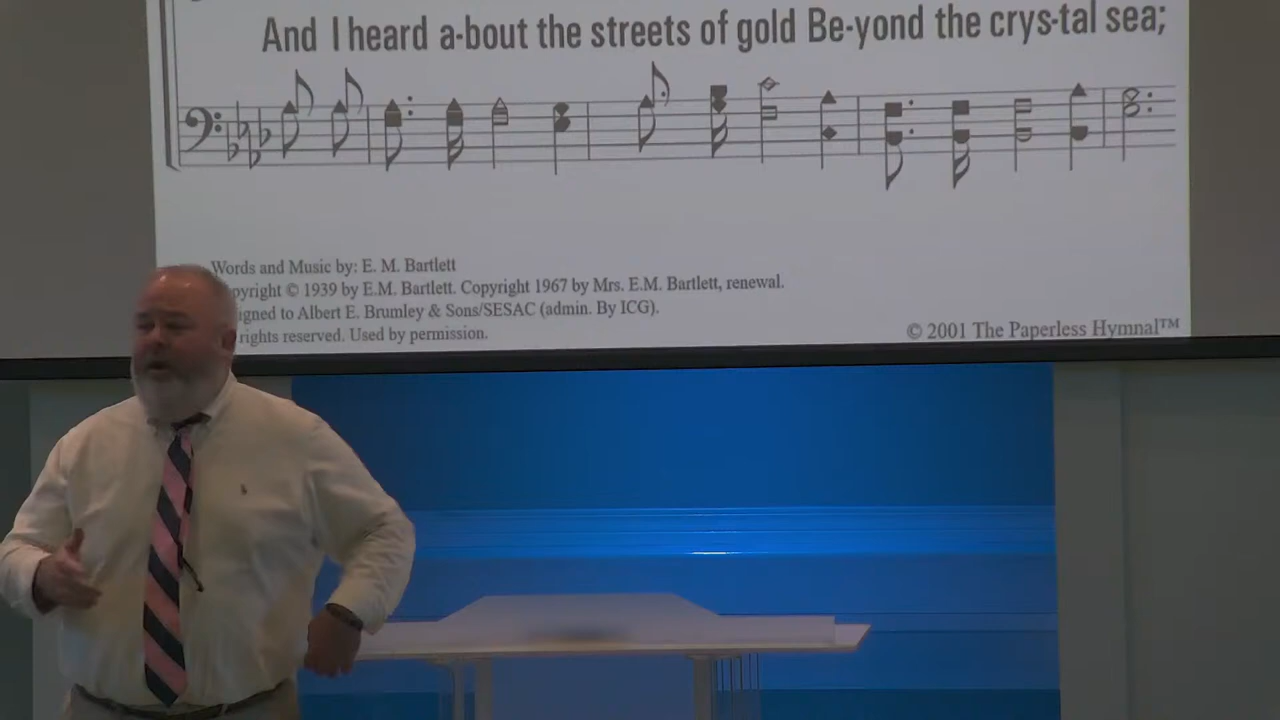 And I heard a-bout the streets of gold Be-yond the crys-tal sea;
Words and Music by: E. M. Bartlett
pyright © 1939 by E.M. Bartlett. Copyright 1967 by Mrs. E.M. Bartlett, renewal.
igned to Albert E. Brumley & Sons/SESAC (admin. By ICG).
rights reserved. Used by permission.
© 2001 The Paperless Hymnal™